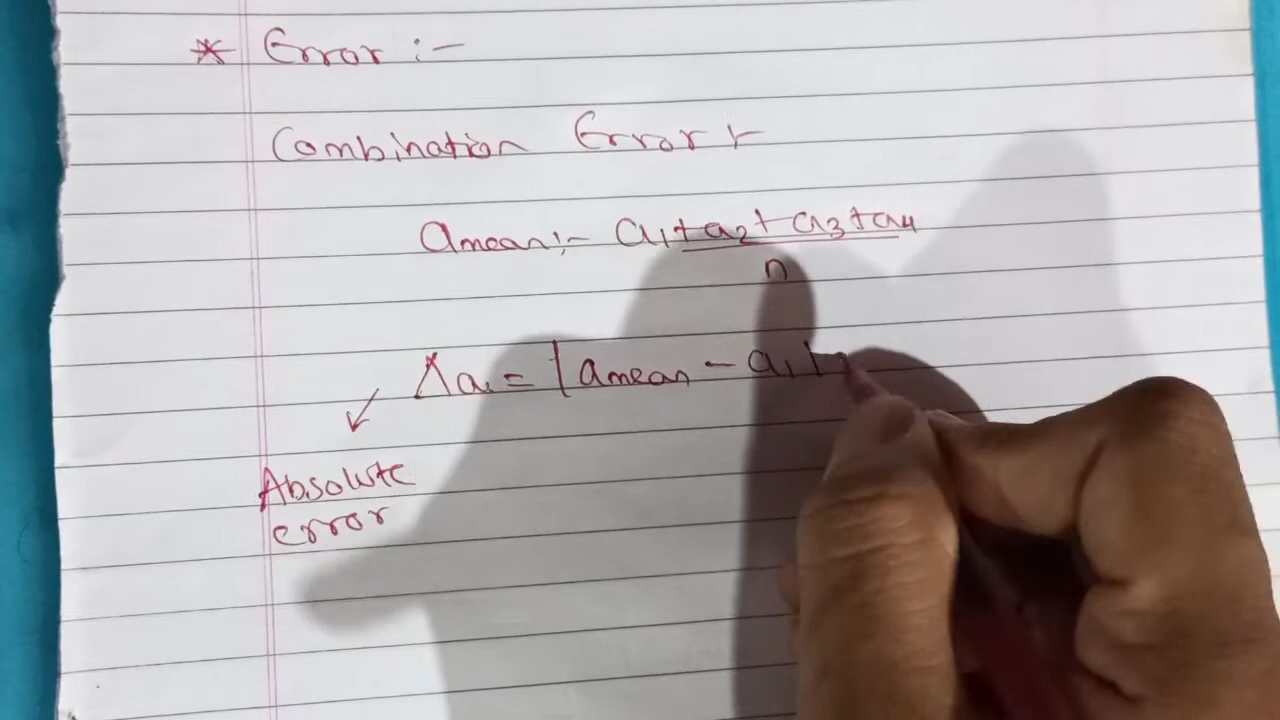 * Error :-
Combination Error :-
amean :- a1 + a2 + a3 + a4
n
Δa1 = |amean - a1|
Absolute
error